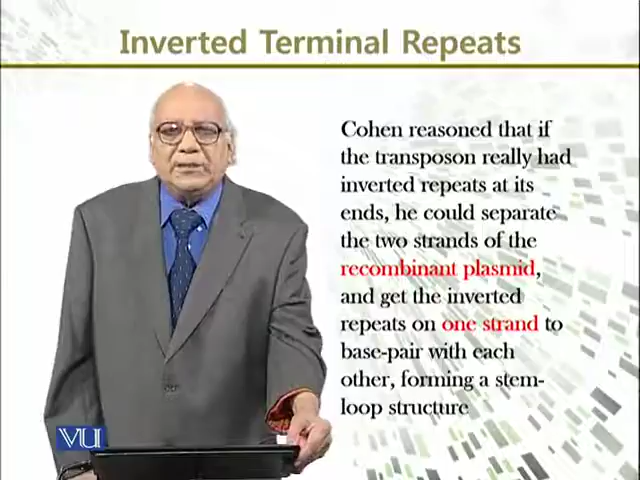 Inverted Terminal Repeats
Cohen reasoned that if
the transposon really had
inverted repeats at its
ends, he could separate
the two strands of the
recombinant plasmid,
and get the inverted
repeats on one strand to
base-pair with each
other, forming a stem-
loop structure
VU